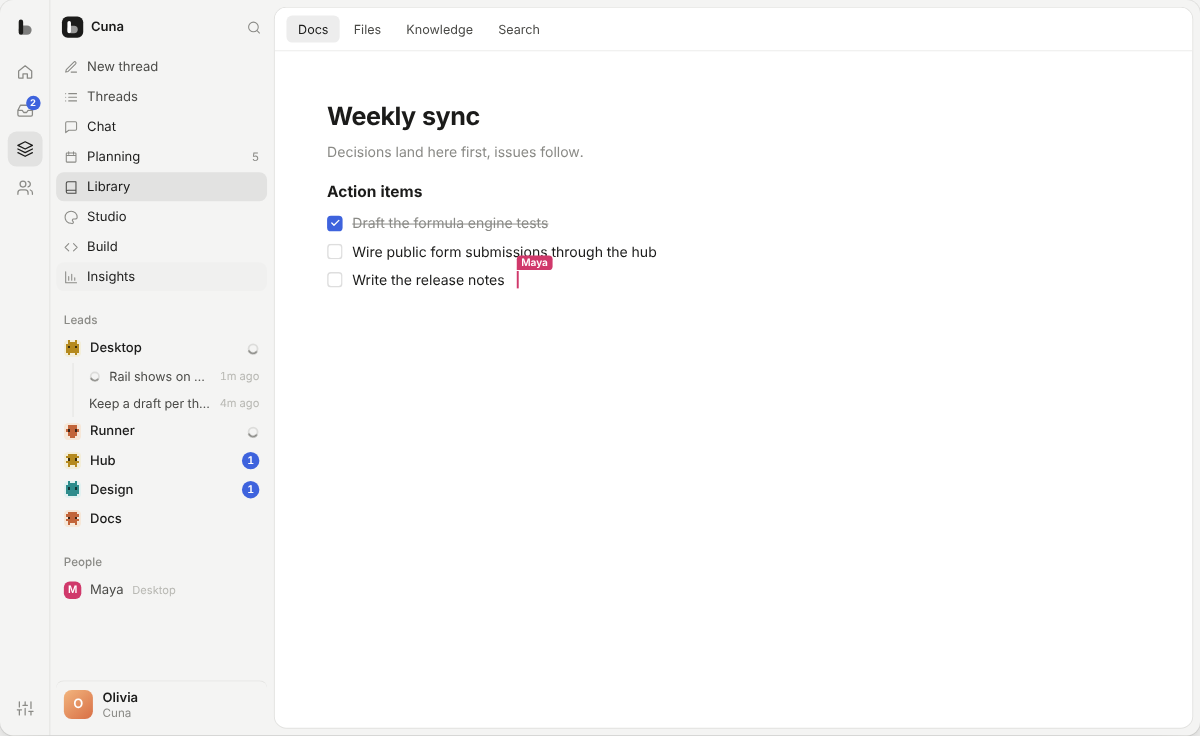 2
Cuna
New thread
Threads
Chat
Planning 5
Library
Studio
Build
Insights
Leads
Desktop
Rail shows on ... 1m ago
Keep a draft per th... 4m ago
Runner
Hub 1
Design 1
Docs
People
M Maya Desktop
O Olivia
Cuna
Docs Files Knowledge Search
Weekly sync
Decisions land here first, issues follow.
Action items
Draft the formula engine tests
Wire public form submissions through the hub
Maya
Write the release notes